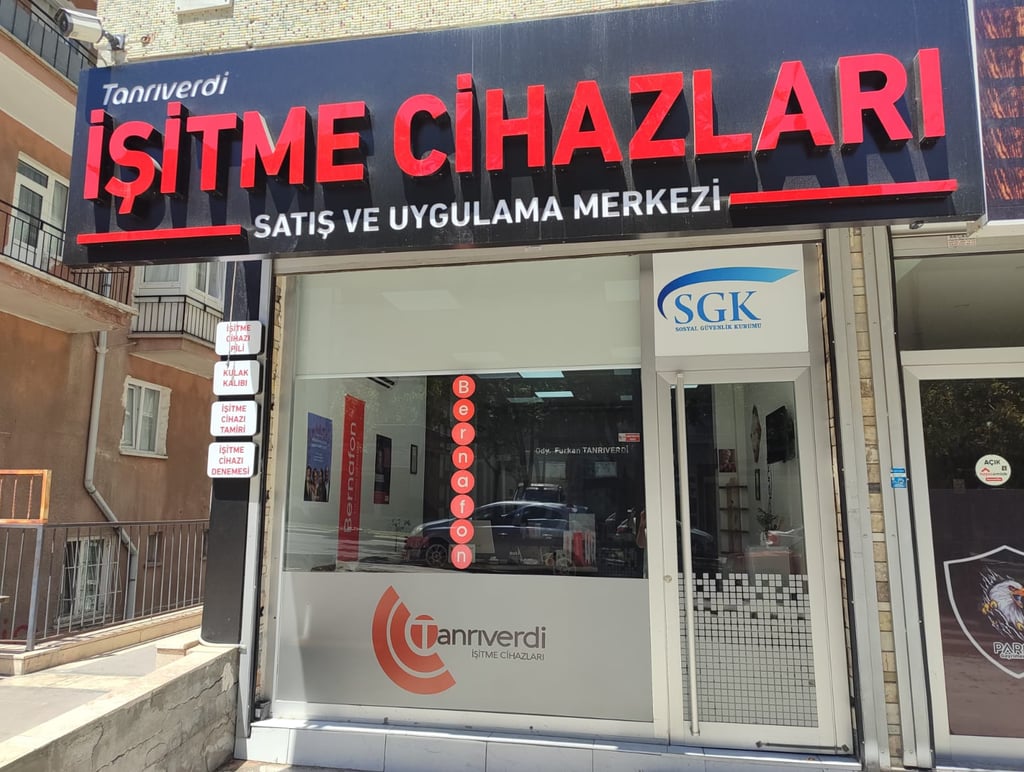 Tanrıverdi
İŞİTME CİHAZLARI
SATIŞ VE UYGULAMA MERKEZİ
SGK
SOSYAL GÜVENLİK KURUMU
İŞİTME
CİHAZI
PİLİ
KULAK
KALIBI
İŞİTME
CİHAZI
TAMİRİ
İŞİTME
CİHAZI
DENEMESİ
Bernafon
Bernafon
Ody. Furkan TANRIVERDİ
Tanrıverdi
İŞİTME CİHAZLARI
AÇIK